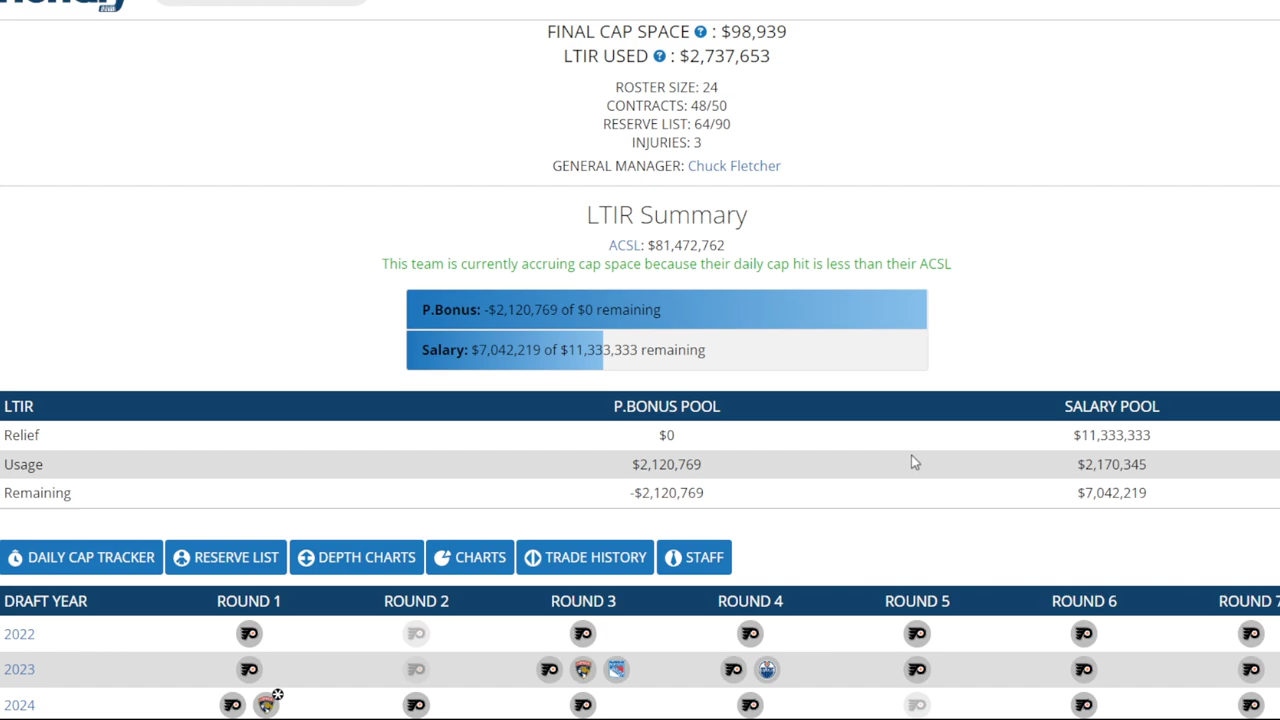 FINAL CAP SPACE ? : $98,939
LTIR USED ? : $2,737,653
ROSTER SIZE: 24
CONTRACTS: 48/50
RESERVE LIST: 64/90
INJURIES: 3
GENERAL MANAGER: Chuck Fletcher
LTIR Summary
ACSL: $81,472,762
This team is currently accruing cap space because their daily cap hit is less than their ACSL
P.Bonus: -$2,120,769 of $0 remaining
Salary: $7,042,219 of $11,333,333 remaining
LTIR P.BONUS POOL SALARY POOL
Relief $0 $11,333,333
Usage $2,120,769 $2,170,345
Remaining -$2,120,769 $7,042,219
DAILY CAP TRACKER RESERVE LIST DEPTH CHARTS CHARTS TRADE HISTORY STAFF
DRAFT YEAR ROUND 1 ROUND 2 ROUND 3 ROUND 4 ROUND 5 ROUND 6 ROUND 7
2022
2023
2024